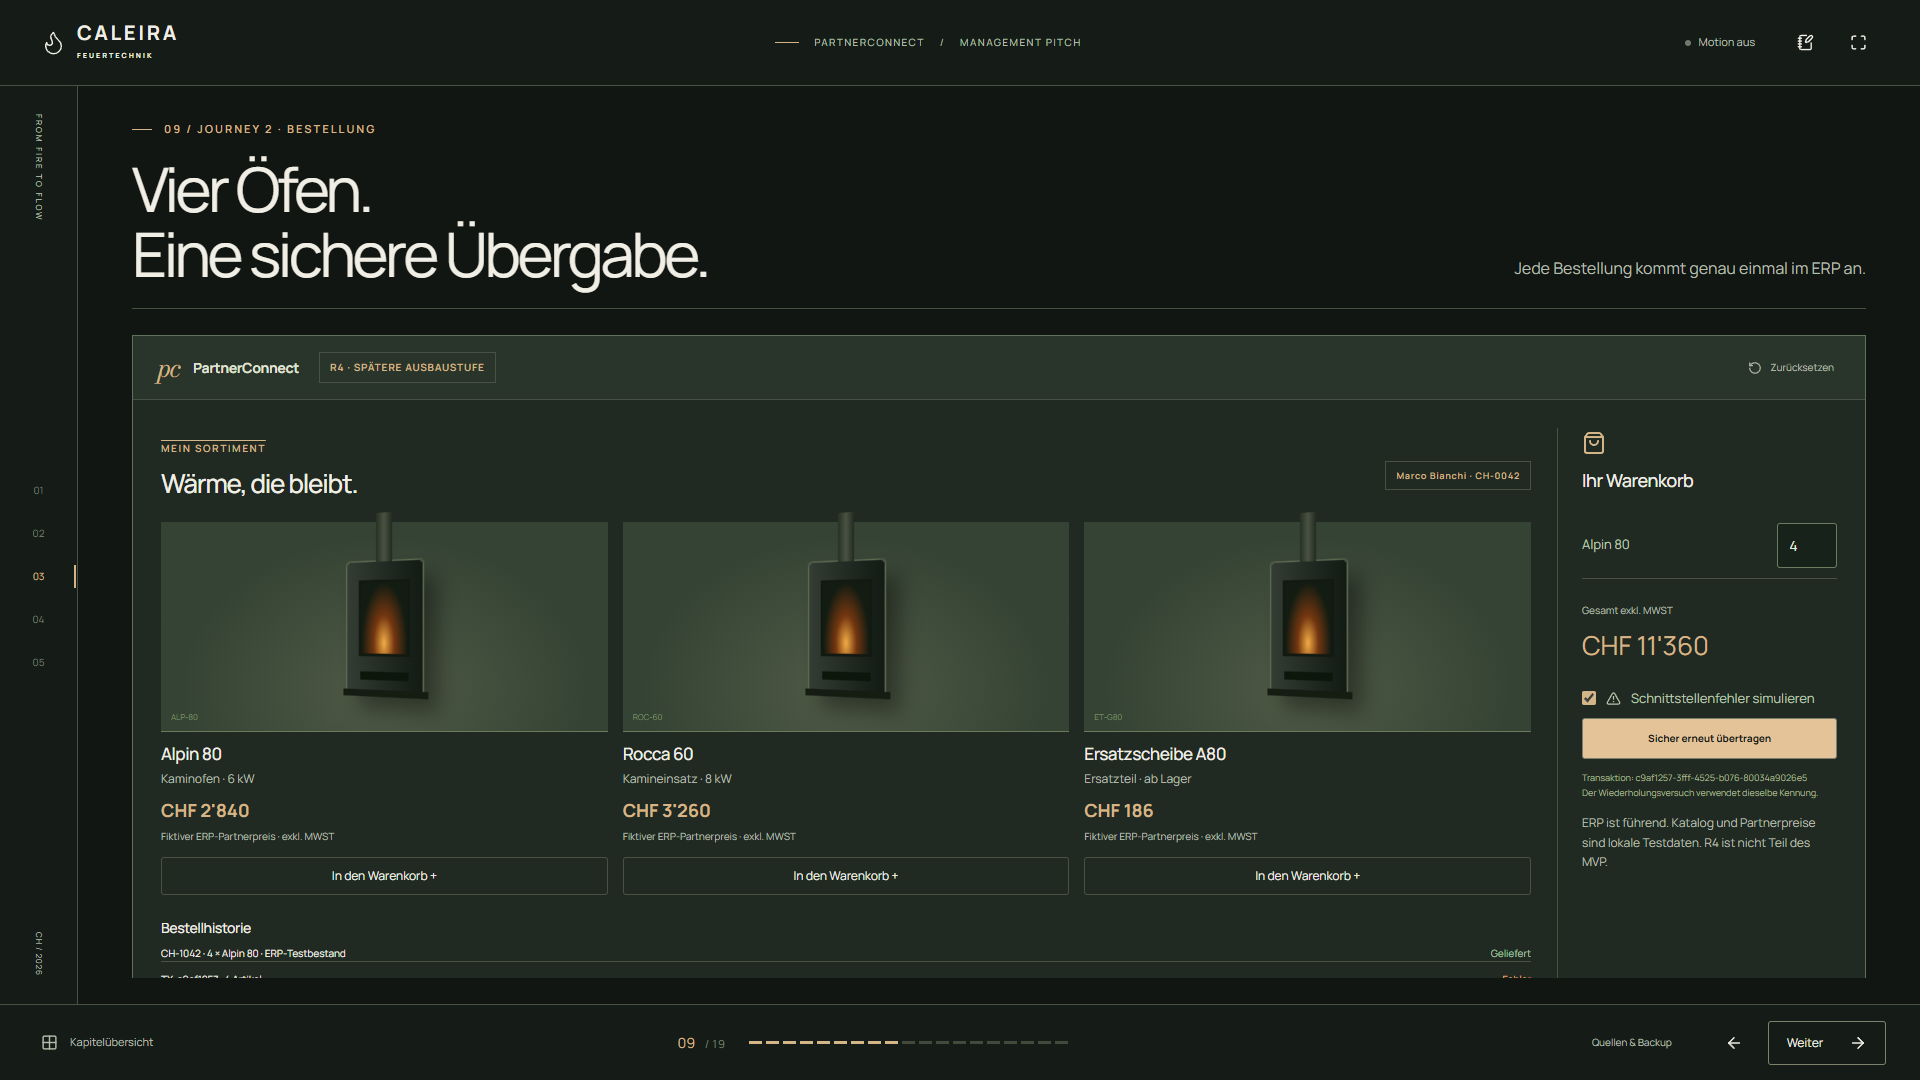 CALEIRA
FEUERTECHNIK
PARTNERCONNECT / MANAGEMENT PITCH
Motion aus
FROM FIRE TO FLOW
01
02
03
04
05
CH / 2026
09 / JOURNEY 2 · BESTELLUNG
Vier Öfen.
Eine sichere Übergabe.
Jede Bestellung kommt genau einmal im ERP an.
pc PartnerConnect
R4 · SPÄTERE AUSBAUSTUFE
Zurücksetzen
MEIN SORTIMENT
Wärme, die bleibt.
Marco Bianchi · CH-0042
ALP-80
Alpin 80
Kaminofen · 6 kW
CHF 2'840
Fiktiver ERP-Partnerpreis · exkl. MWST
In den Warenkorb +
ROC-60
Rocca 60
Kamineinsatz · 8 kW
CHF 3'260
Fiktiver ERP-Partnerpreis · exkl. MWST
In den Warenkorb +
ET-G80
Ersatzscheibe A80
Ersatzteil · ab Lager
CHF 186
Fiktiver ERP-Partnerpreis · exkl. MWST
In den Warenkorb +
Bestellhistorie
CH-1042 · 4 × Alpin 80 · ERP-Testbestand
Geliefert
Ihr Warenkorb
Alpin 80
4
Gesamt exkl. MWST
CHF 11'360
Schnittstellenfehler simulieren
Sicher erneut übertragen
Transaktion: c9af1257-3fff-4525-b076-80034a9026e5
Der Wiederholungsversuch verwendet dieselbe Kennung.
ERP ist führend. Katalog und Partnerpreise
sind lokale Testdaten. R4 ist nicht Teil des
MVP.
Kapitelübersicht
09 / 19
Quellen & Backup
Weiter